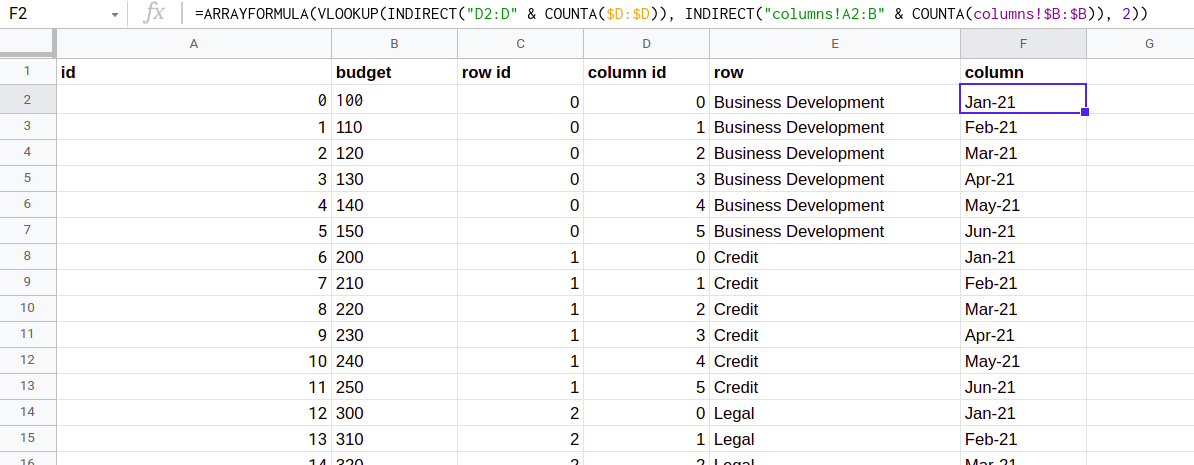 F2 fx =ARRAYFORMULA(VLOOKUP(INDIRECT("D2:D" & COUNTA($D:$D)), INDIRECT("columns!A2:B" & COUNTA(columns!$B:$B)), 2))
A B C D E F G
1 id budget row id column id row column
2 0 100 0 0 Business Development Jan-21
3 1 110 0 1 Business Development Feb-21
4 2 120 0 2 Business Development Mar-21
5 3 130 0 3 Business Development Apr-21
6 4 140 0 4 Business Development May-21
7 5 150 0 5 Business Development Jun-21
8 6 200 1 0 Credit Jan-21
9 7 210 1 1 Credit Feb-21
10 8 220 1 2 Credit Mar-21
11 9 230 1 3 Credit Apr-21
12 10 240 1 4 Credit May-21
13 11 250 1 5 Credit Jun-21
14 12 300 2 0 Legal Jan-21
15 13 310 2 1 Legal Feb-21
16 14 320 2 2 Legal Mar-21